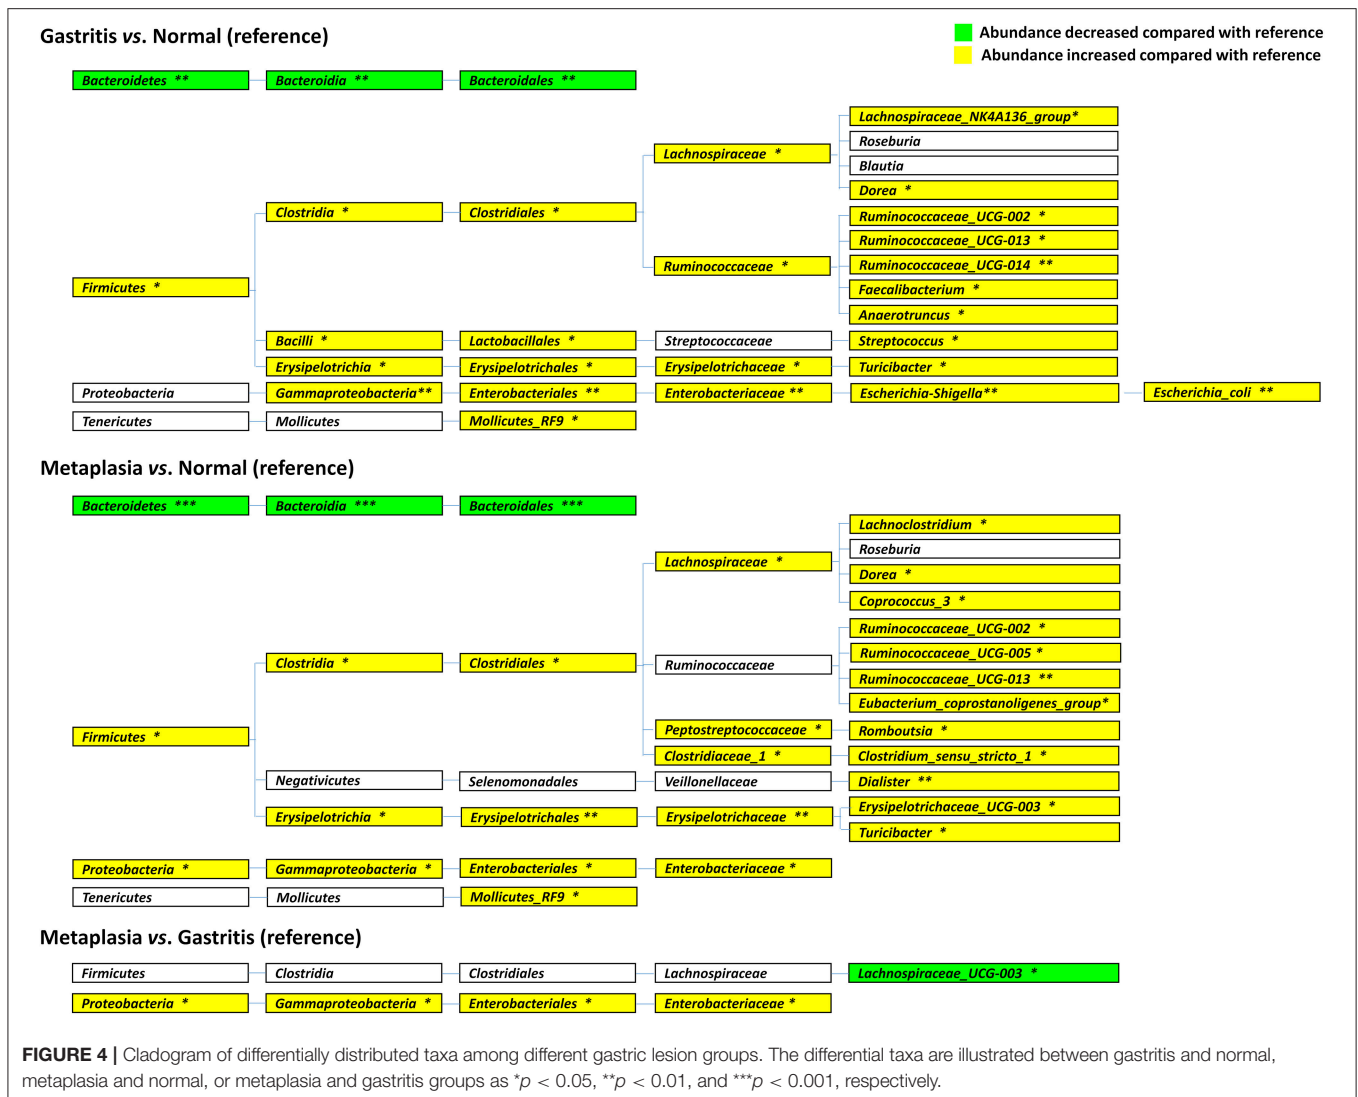 Gastritis vs. Normal (reference)
Abundance decreased compared with reference
Abundance increased compared with reference
Bacteroidetes ** Bacteroidia ** Bacteroidales **
Lachnospiraceae_NK4A136_group*
Roseburia
Lachnospiraceae *
Blautia
Dorea *
Clostridia * Clostridiales *
Ruminococcaceae_UCG-002 *
Ruminococcaceae_UCG-013 *
Ruminococcaceae *
Ruminococcaceae_UCG-014 **
Firmicutes *
Faecalibacterium *
Anaerotruncus *
Bacilli * Lactobacillales * Streptococcaceae Streptococcus *
Erysipelotrichia * Erysipelotrichales * Erysipelotrichaceae * Turicibacter *
Proteobacteria Gammaproteobacteria** Enterobacteriales ** Enterobacteriaceae ** Escherichia-Shigella** Escherichia_coli **
Tenericutes Mollicutes Mollicutes_RF9 *
Metaplasia vs. Normal (reference)
Bacteroidetes *** Bacteroidia *** Bacteroidales ***
Lachnoclostridium *
Roseburia
Lachnospiraceae *
Dorea *
Coprococcus_3 *
Ruminococcaceae_UCG-002 *
Ruminococcaceae_UCG-005 *
Clostridia * Clostridiales * Ruminococcaceae
Ruminococcaceae_UCG-013 **
Eubacterium_coprostanoligenes_group*
Firmicutes *
Peptostreptococcaceae * Romboutsia *
Clostridiaceae_1 * Clostridium_sensu_stricto_1 *
Negativicutes Selenomonadales Veillonellaceae Dialister **
Erysipelotrichaceae_UCG-003 *
Erysipelotrichia * Erysipelotrichales ** Erysipelotrichaceae **
Turicibacter *
Proteobacteria * Gammaproteobacteria * Enterobacteriales * Enterobacteriaceae *
Tenericutes Mollicutes Mollicutes_RF9 *
Metaplasia vs. Gastritis (reference)
Firmicutes Clostridia Clostridiales Lachnospiraceae Lachnospiraceae_UCG-003 *
Proteobacteria * Gammaproteobacteria * Enterobacteriales * Enterobacteriaceae *
FIGURE 4 | Cladogram of differentially distributed taxa among different gastric lesion groups. The differential taxa are illustrated between gastritis and normal,
metaplasia and normal, or metaplasia and gastritis groups as *p < 0.05, **p < 0.01, and ***p < 0.001, respectively.